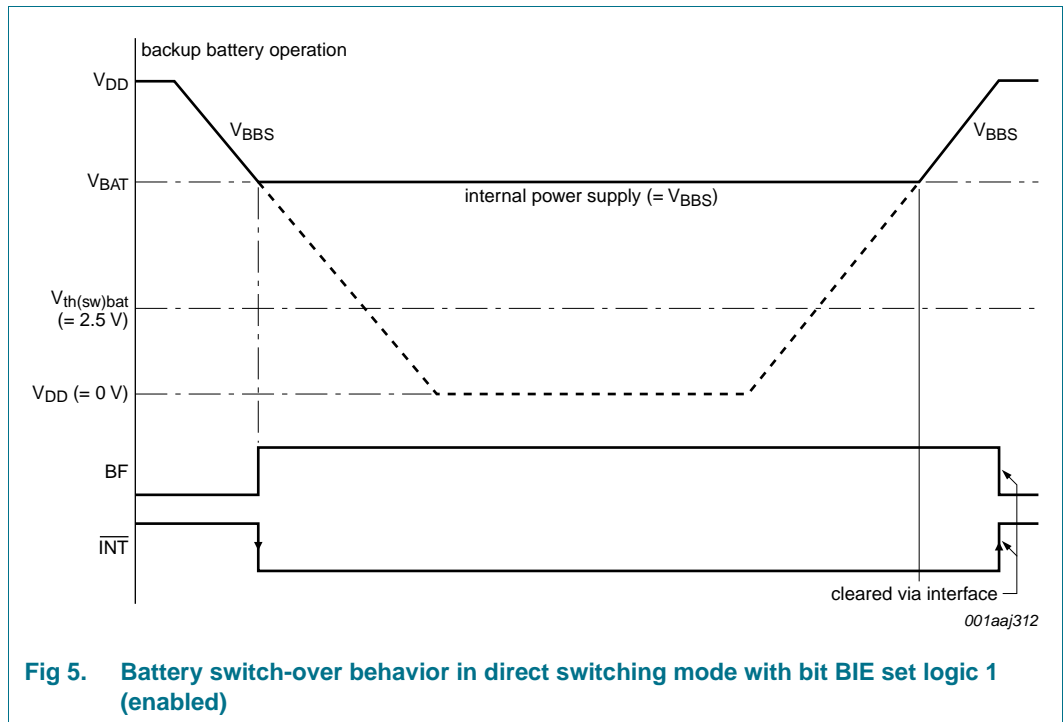 backup battery operation
VDD
VBBS
VBBS
VBAT
internal power supply (= VBBS)
Vth(sw)bat
(= 2.5 V)
VDD (= 0 V)
BF
INT
cleared via interface
001aaj312
Fig 5. Battery switch-over behavior in direct switching mode with bit BIE set logic 1
(enabled)